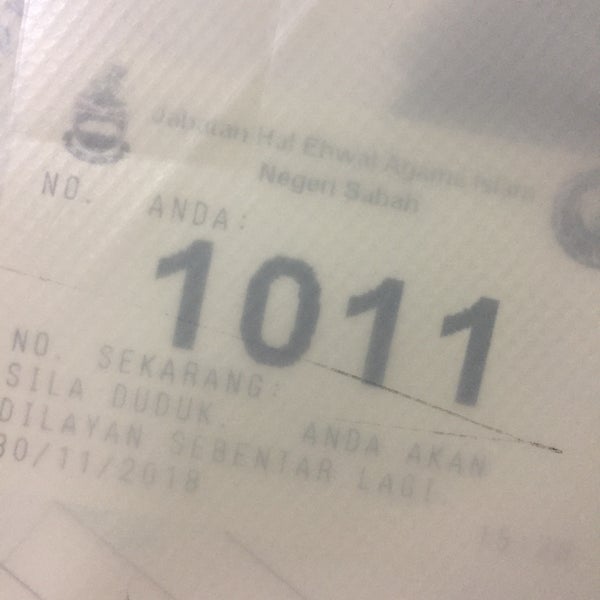 Jabatan Hal Ehwal Agama Islam
Negeri Sabah
NO. ANDA:
1011
NO. SEKARANG:
SILA DUDUK. ANDA AKAN
DILAYAN SEBENTAR LAGI.
30/11/2018